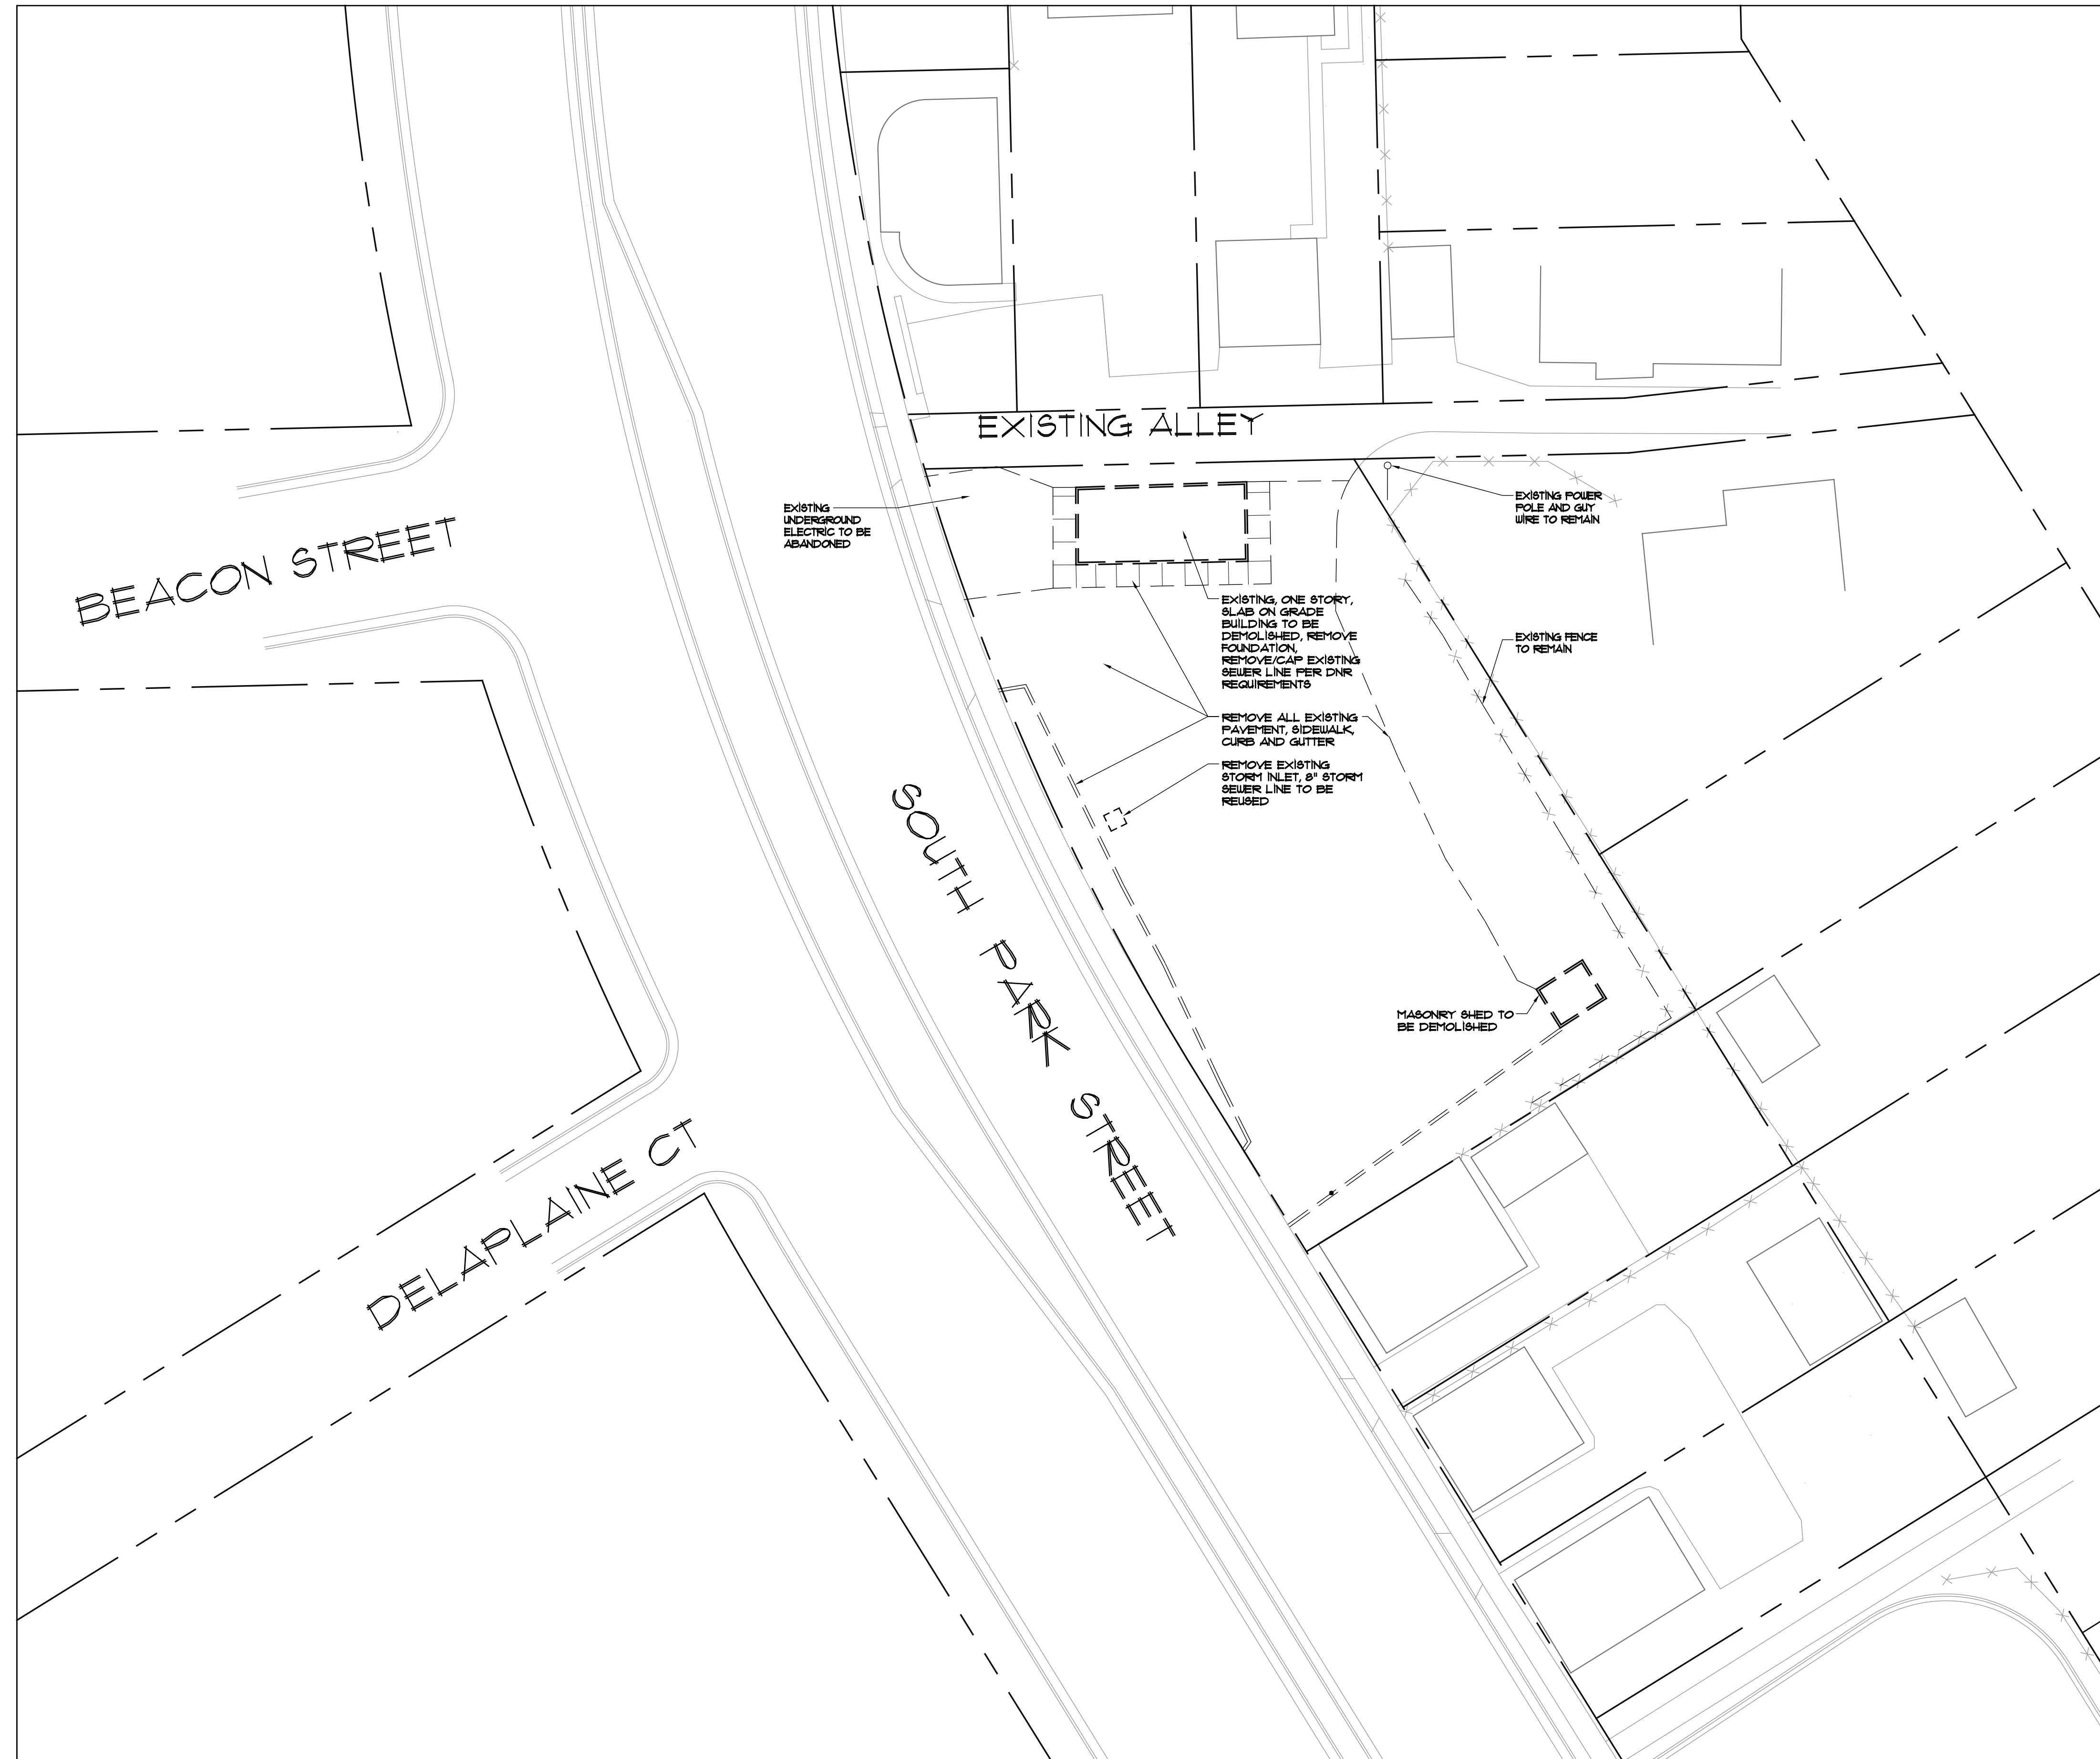 EXISTING ALLEY
EXISTING
UNDERGROUND
ELECTRIC TO BE
ABANDONED
EXISTING POWER
POLE AND GUY
WIRE TO REMAIN
BEACON STREET
EXISTING, ONE STORY,
SLAB ON GRADE
BUILDING TO BE
DEMOLISHED, REMOVE
FOUNDATION,
REMOVE/CAP EXISTING
SEWER LINE PER DNR
REQUIREMENTS
EXISTING FENCE
TO REMAIN
REMOVE ALL EXISTING
PAVEMENT, SIDEWALK,
CURB AND GUTTER
REMOVE EXISTING
STORM INLET, 8" STORM
SEWER LINE TO BE
REUSED
SOUTH PARK STREET
MASONRY SHED TO
BE DEMOLISHED
DELAPLAINE CT